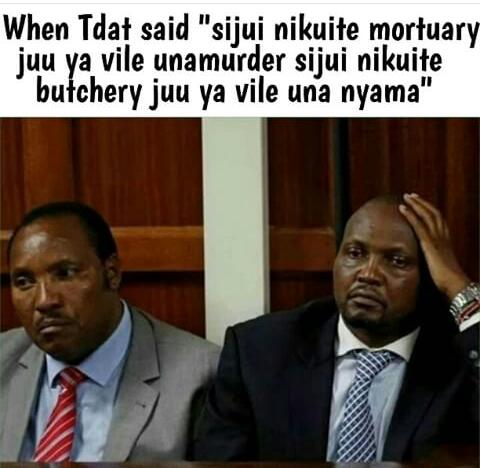 When Tdat said "sijui nikuite mortuary
juu ya vile unamurder sijui nikuite
butchery juu ya vile una nyama"